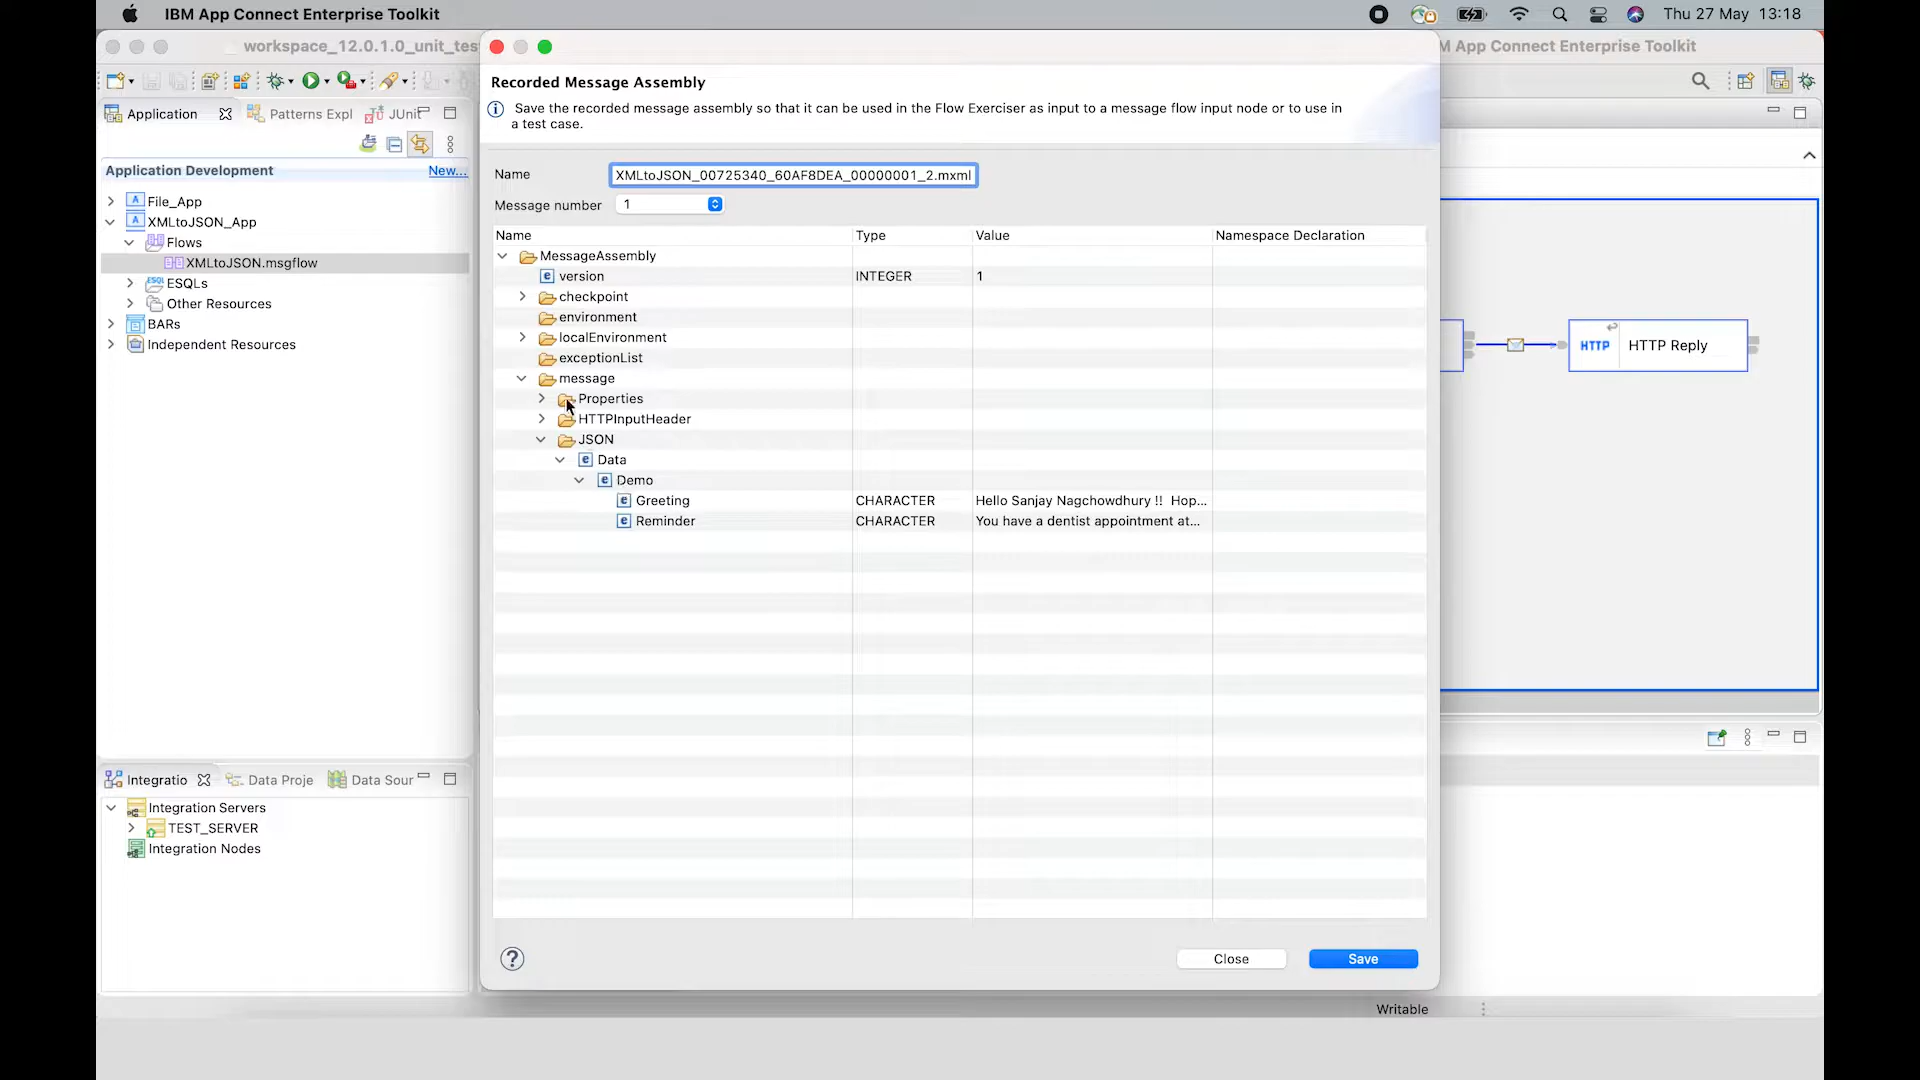 IBM App Connect Enterprise Toolkit
Thu 27 May 13:18
workspace_12.0.1.0_unit_tes
M App Connect Enterprise Toolkit
Application
Patterns Expl
JUnit
Application Development
New...
File_App
XMLtoJSON_App
Flows
XMLtoJSON.msgflow
ESQLs
Other Resources
BARs
Independent Resources
Integratio
Data Proje
Data Sour
Integration Servers
TEST_SERVER
Integration Nodes
Recorded Message Assembly
Save the recorded message assembly so that it can be used in the Flow Exerciser as input to a message flow input node or to use in
a test case.
Name XMLtoJSON_00725340_60AF8DEA_00000001_2.mxml
Message number 1
Name Type Value Namespace Declaration
MessageAssembly
version INTEGER 1
checkpoint
environment
localEnvironment
exceptionList
message
Properties
HTTPInputHeader
JSON
Data
Demo
Greeting CHARACTER Hello Sanjay Nagchowdhury !! Hop...
Reminder CHARACTER You have a dentist appointment at...
? Close Save
HTTP HTTP Reply
Writable